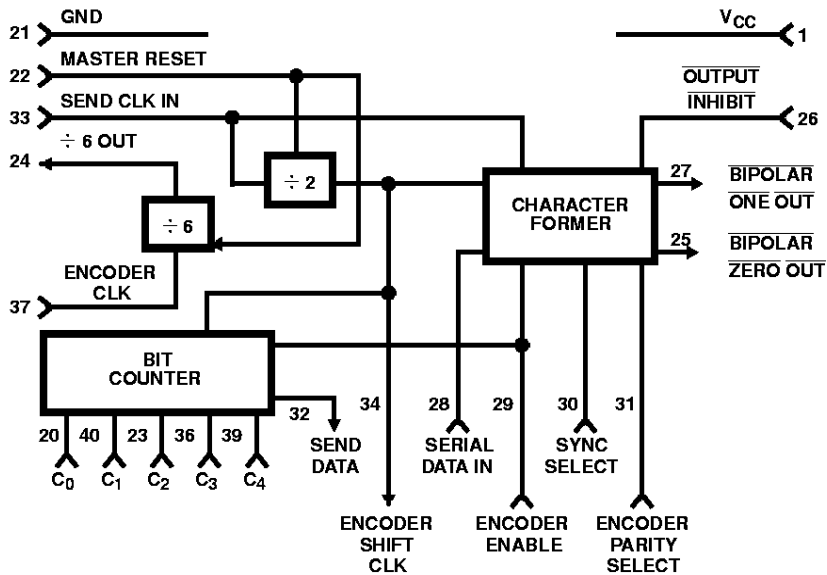 GND
21
V_CC
1
MASTER RESET
22
OUTPUT
INHIBIT
SEND CLK IN
33
26
÷ 6 OUT
24
÷ 2
CHARACTER
FORMER
27
BIPOLAR
ONE OUT
÷ 6
25
BIPOLAR
ZERO OUT
ENCODER
CLK
37
BIT
COUNTER
20 40 23 36 39
32
34
28
29
30
31
C0 C1 C2 C3 C4
SEND
DATA
SERIAL
DATA IN
SYNC
SELECT
ENCODER
SHIFT
CLK
ENCODER
ENABLE
ENCODER
PARITY
SELECT